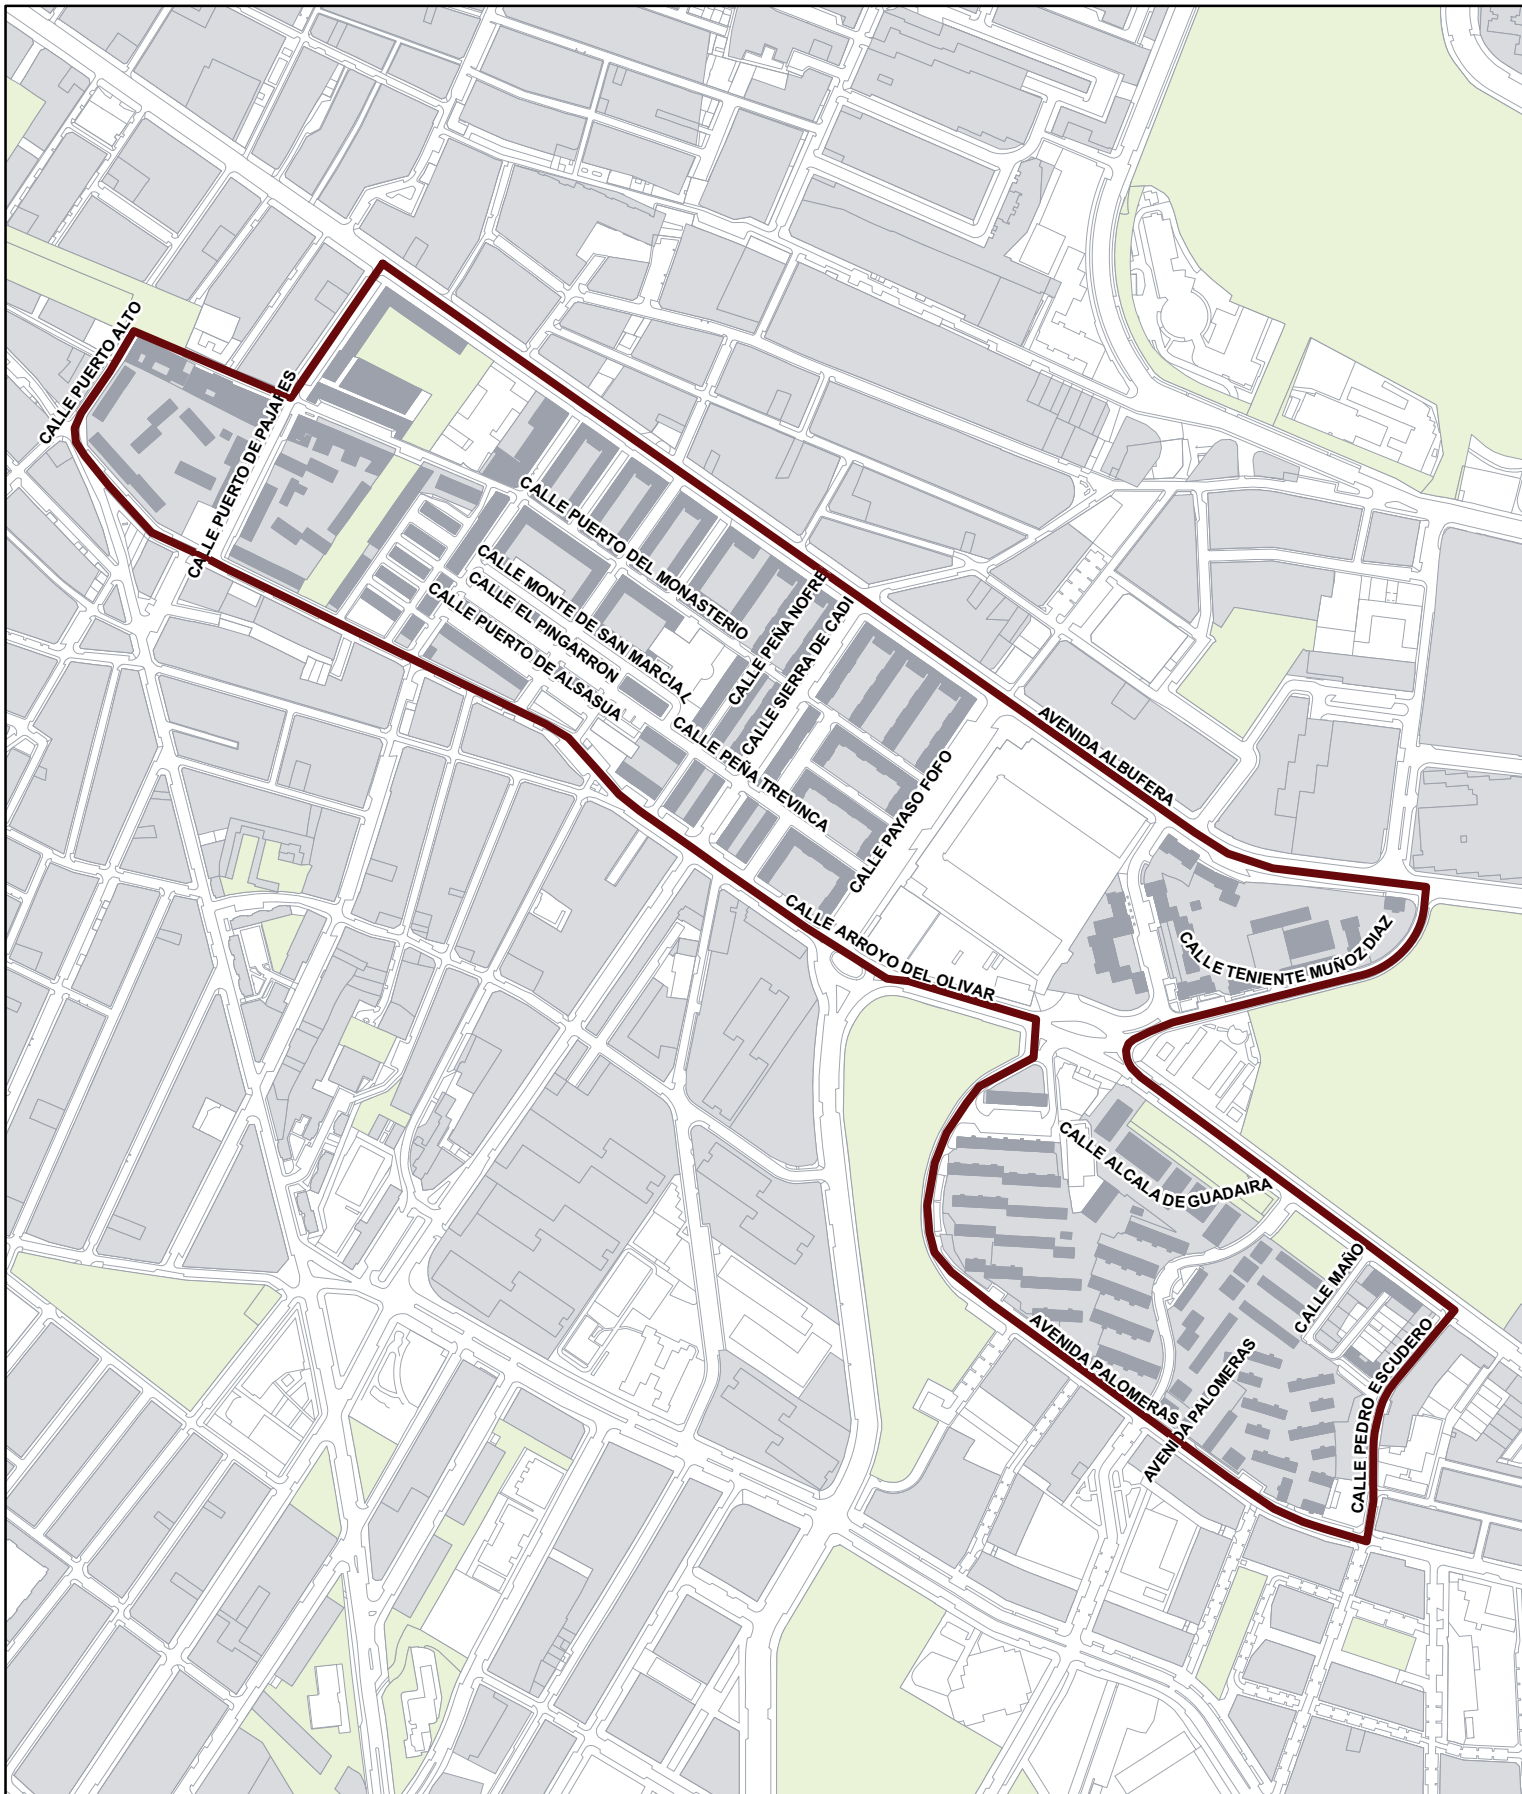 CALLE PUERTO ALTO
CALLE PUERTO DE PAJARES
CALLE PUERTO DEL MONASTERIO
CALLE MONTE DE SAN MARCIAL
CALLE EL PINGARRON
CALLE PUERTO DE ALSASUA
CALLE PEÑA NOFRE
CALLE SIERRA DE CADI
CALLE PEÑA TREVINCA
AVENIDA ALBUFERA
CALLE PAYASO FOFO
CALLE ARROYO DEL OLIVAR
CALLE TENIENTE MUÑOZ DIAZ
CALLE ALCALA DE GUADAIRA
CALLE MAÑO
AVENIDA PALOMERAS
AVENIDA PALOMERAS
CALLE PEDRO ESCUDERO